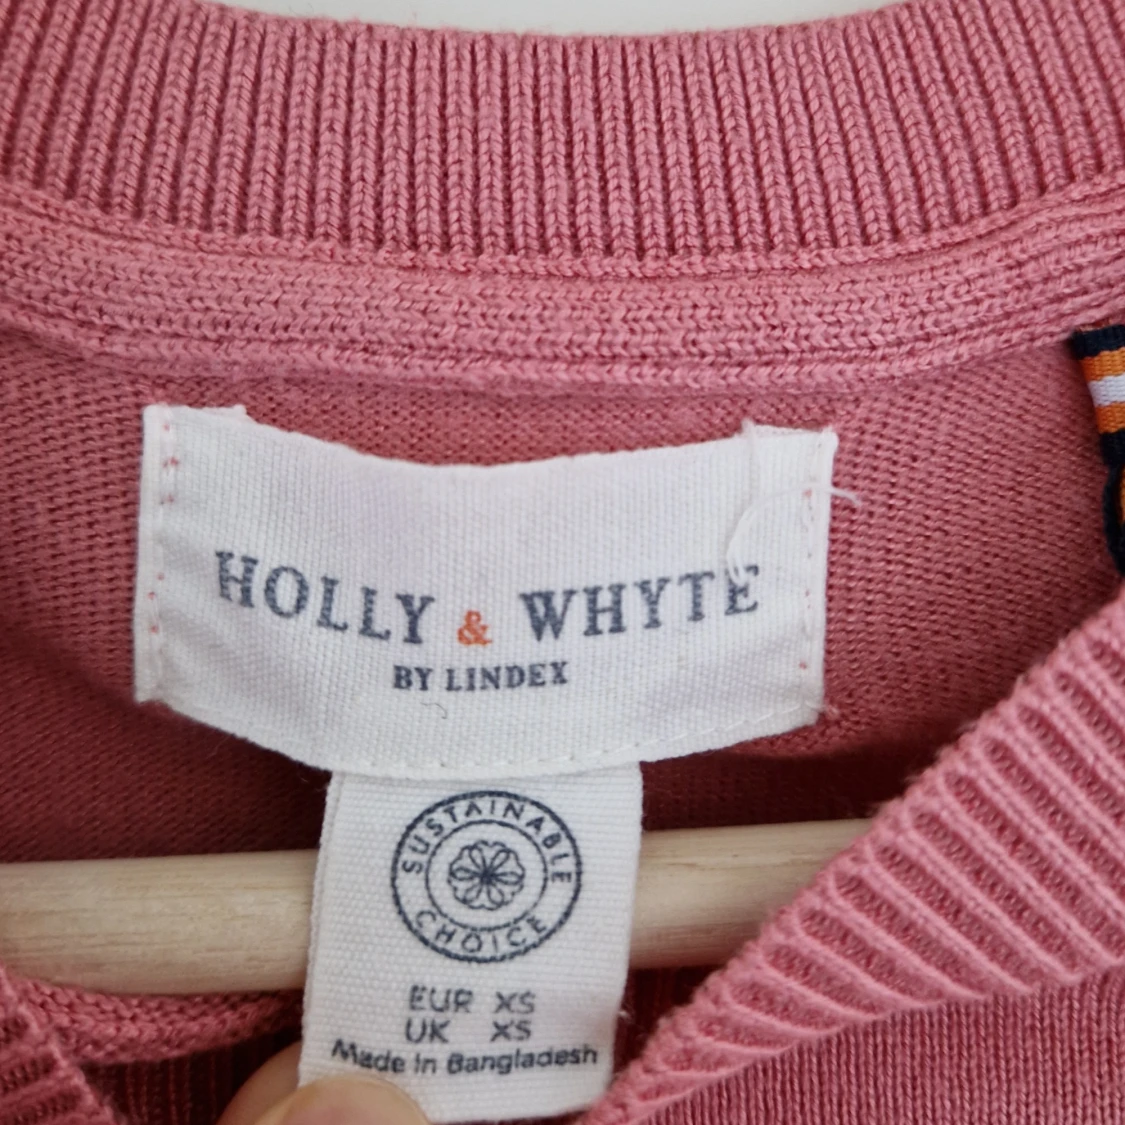 HOLLY & WHYTE
BY LINDEX
SUSTAINABLE
CHOICE
EUR XS
UK XS
Made in Bangladesh